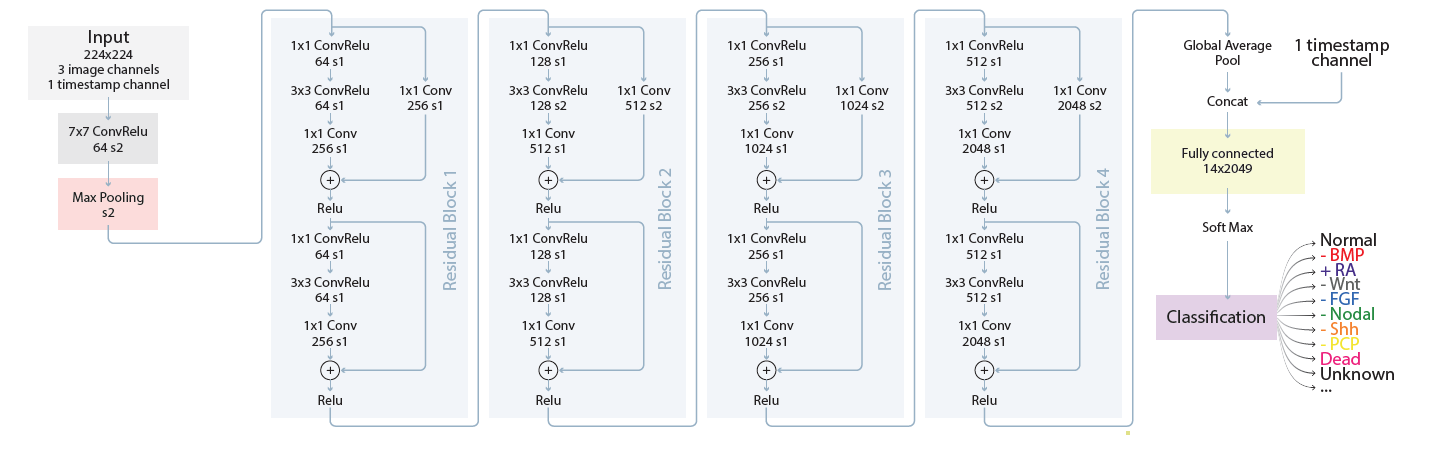 Input
224x224
3 image channels
1 timestamp channel
7x7 ConvRelu
64 s2
Max Pooling
s2
1x1 ConvRelu
64 s1
3x3 ConvRelu
64 s1
1x1 Conv
256 s1
1x1 Conv
256 s1
+
Relu
1x1 ConvRelu
64 s1
3x3 ConvRelu
64 s1
1x1 Conv
256 s1
+
Relu
Residual Block 1
1x1 ConvRelu
128 s1
3x3 ConvRelu
128 s2
1x1 Conv
512 s2
1x1 Conv
512 s1
+
Relu
1x1 ConvRelu
128 s1
3x3 ConvRelu
128 s1
1x1 Conv
512 s1
+
Relu
Residual Block 2
1x1 ConvRelu
256 s1
3x3 ConvRelu
256 s2
1x1 Conv
1024 s2
1x1 Conv
1024 s1
+
Relu
1x1 ConvRelu
256 s1
3x3 ConvRelu
256 s1
1x1 Conv
1024 s1
+
Relu
Residual Block 3
1x1 ConvRelu
512 s1
3x3 ConvRelu
512 s2
1x1 Conv
2048 s2
1x1 Conv
2048 s1
+
Relu
1x1 ConvRelu
512 s1
3x3 ConvRelu
512 s1
1x1 Conv
2048 s1
+
Relu
Residual Block 4
Global Average
Pool
1 timestamp
channel
Concat
Fully connected
14x2049
Soft Max
Classification
Normal
- BMP
+ RA
- Wnt
- FGF
- Nodal
- Shh
- PCP
Dead
Unknown
...